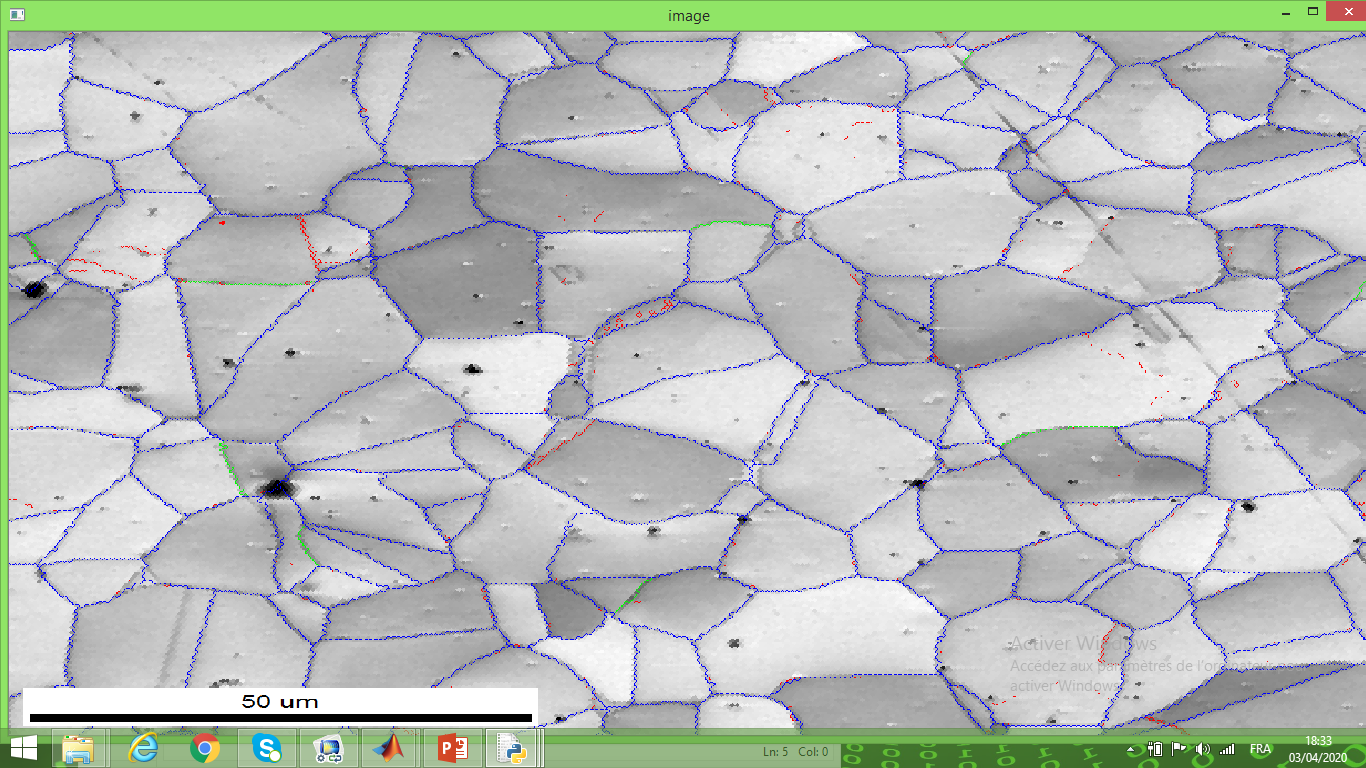 image
Activer Windows
Accédez aux paramètres de l'ordinateur pour
activer Windows.
50 um
Ln: 5 Col: 0
FRA
18:33
03/04/2020